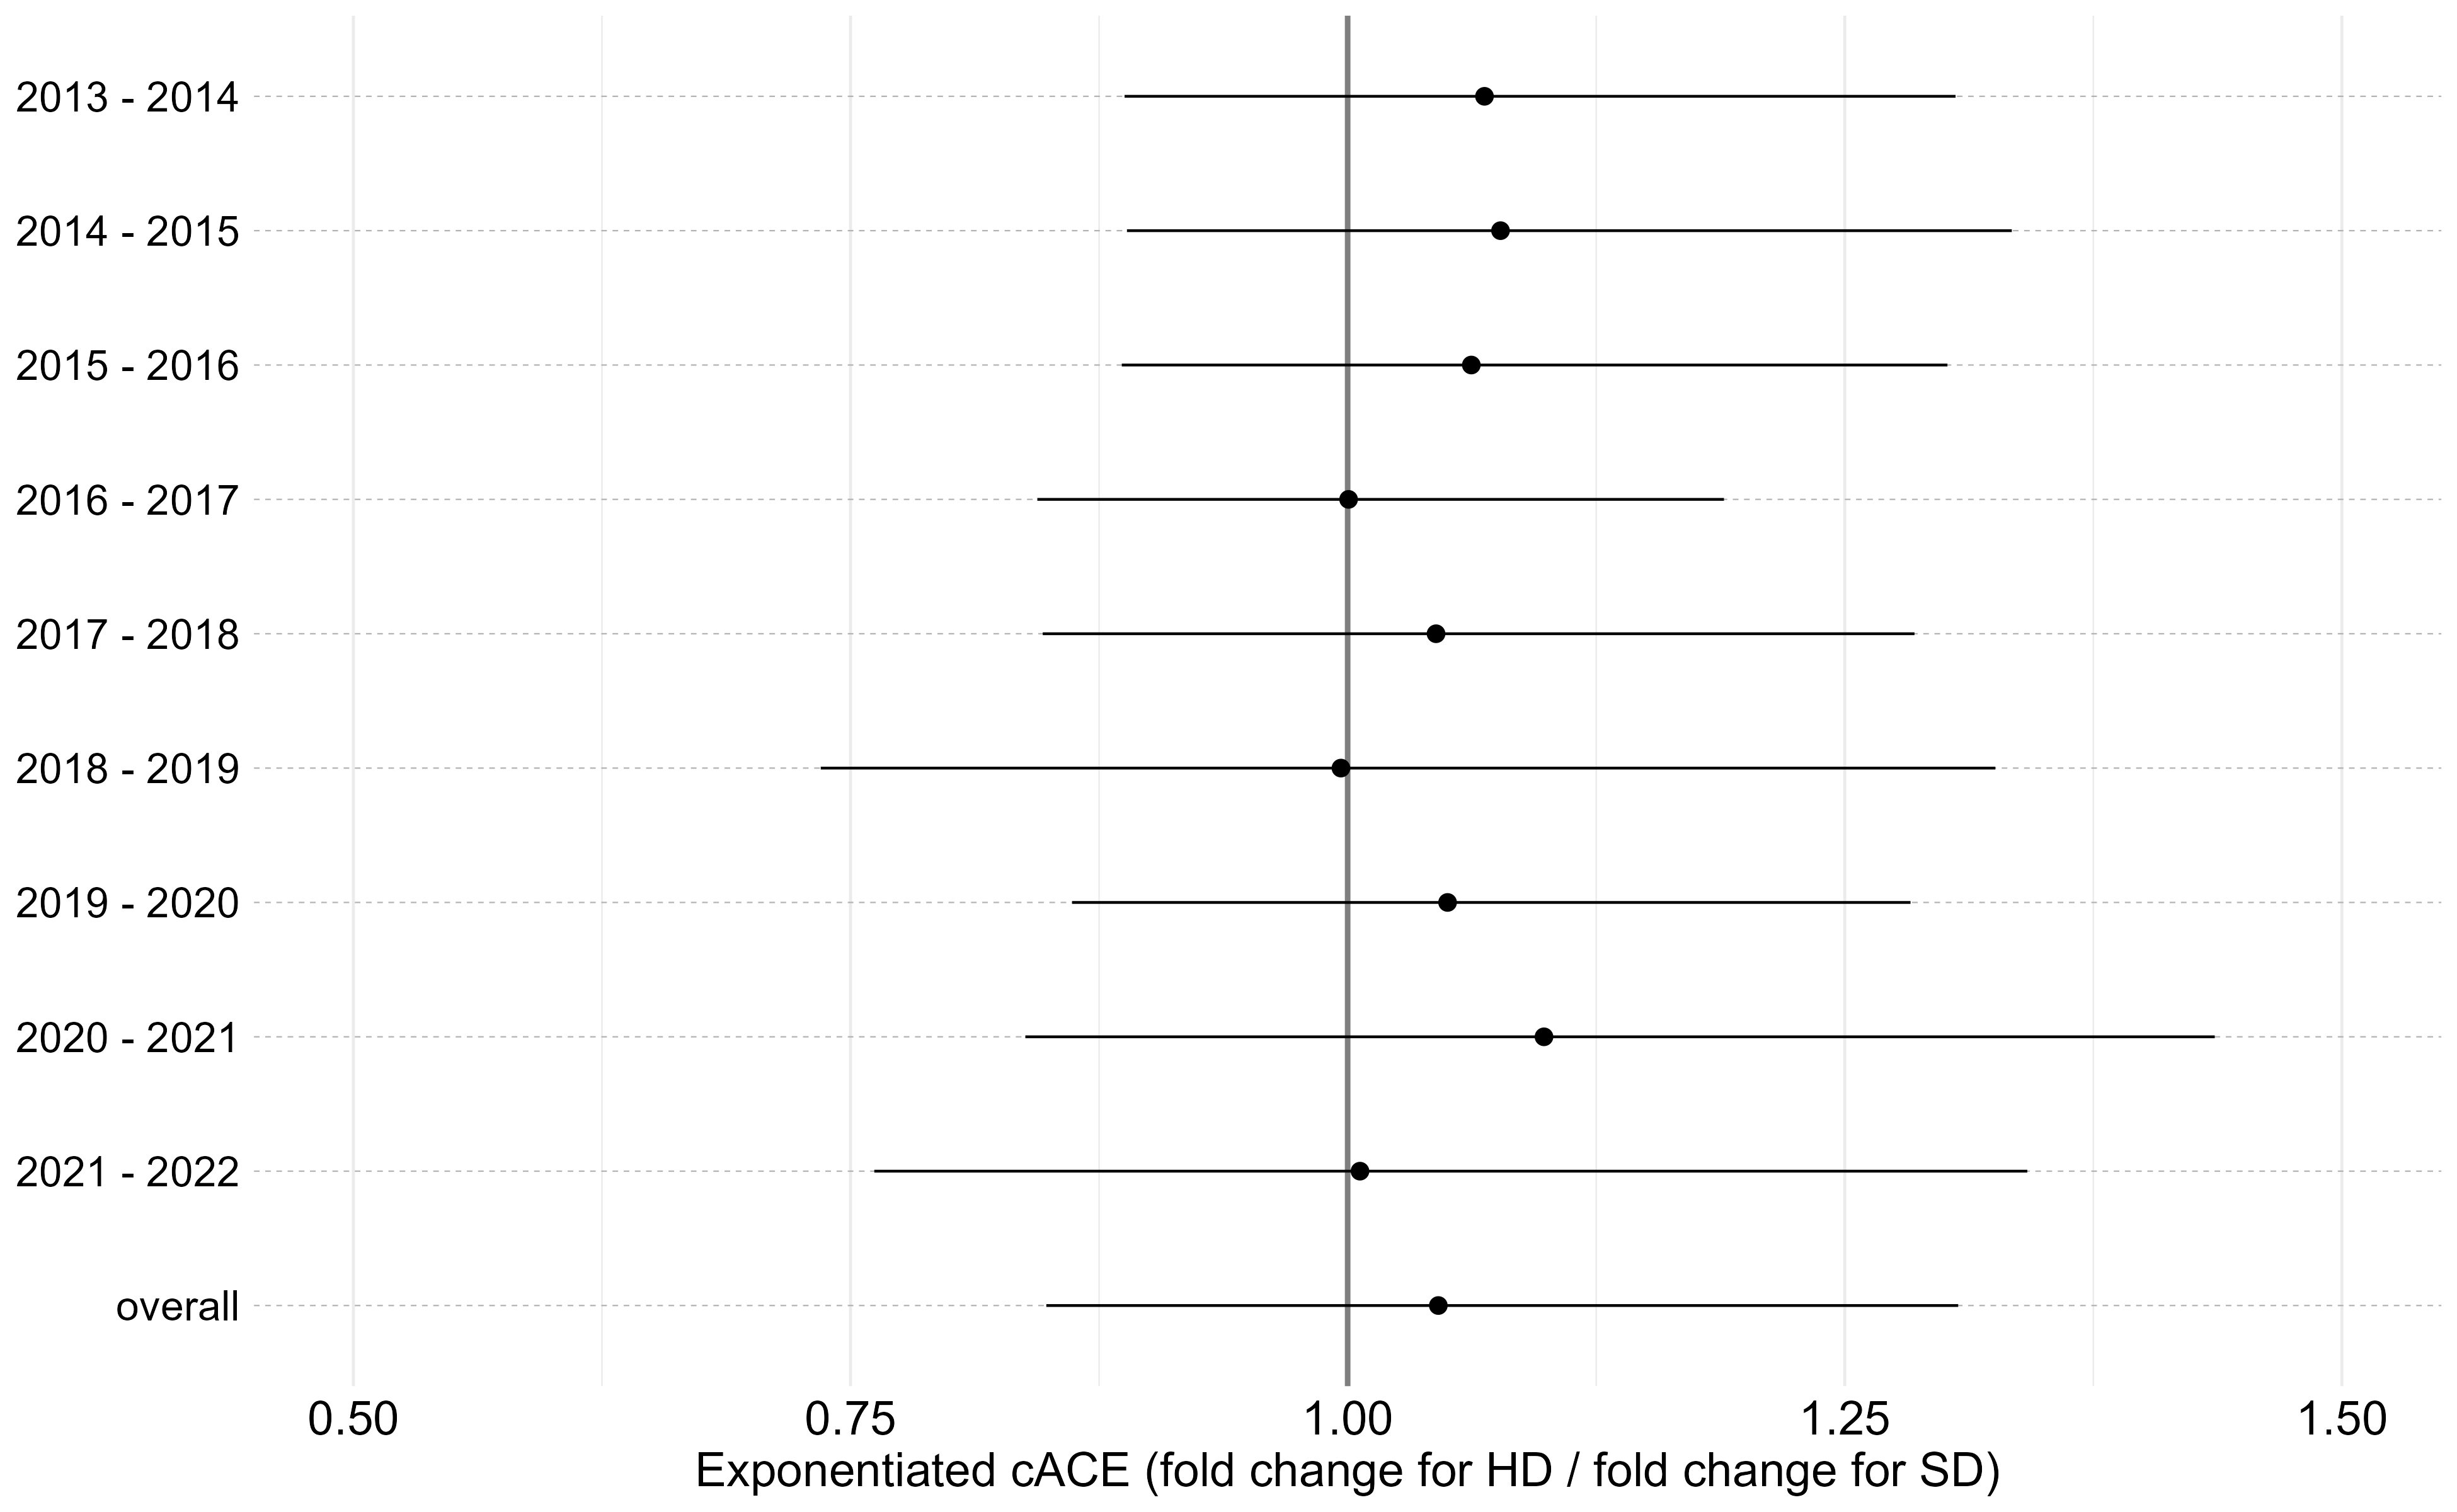 2013 - 2014
2014 - 2015
2015 - 2016
2016 - 2017
2017 - 2018
2018 - 2019
2019 - 2020
2020 - 2021
2021 - 2022
overall
0.50 0.75 1.00 1.25 1.50
Exponentiated cACE (fold change for HD / fold change for SD)